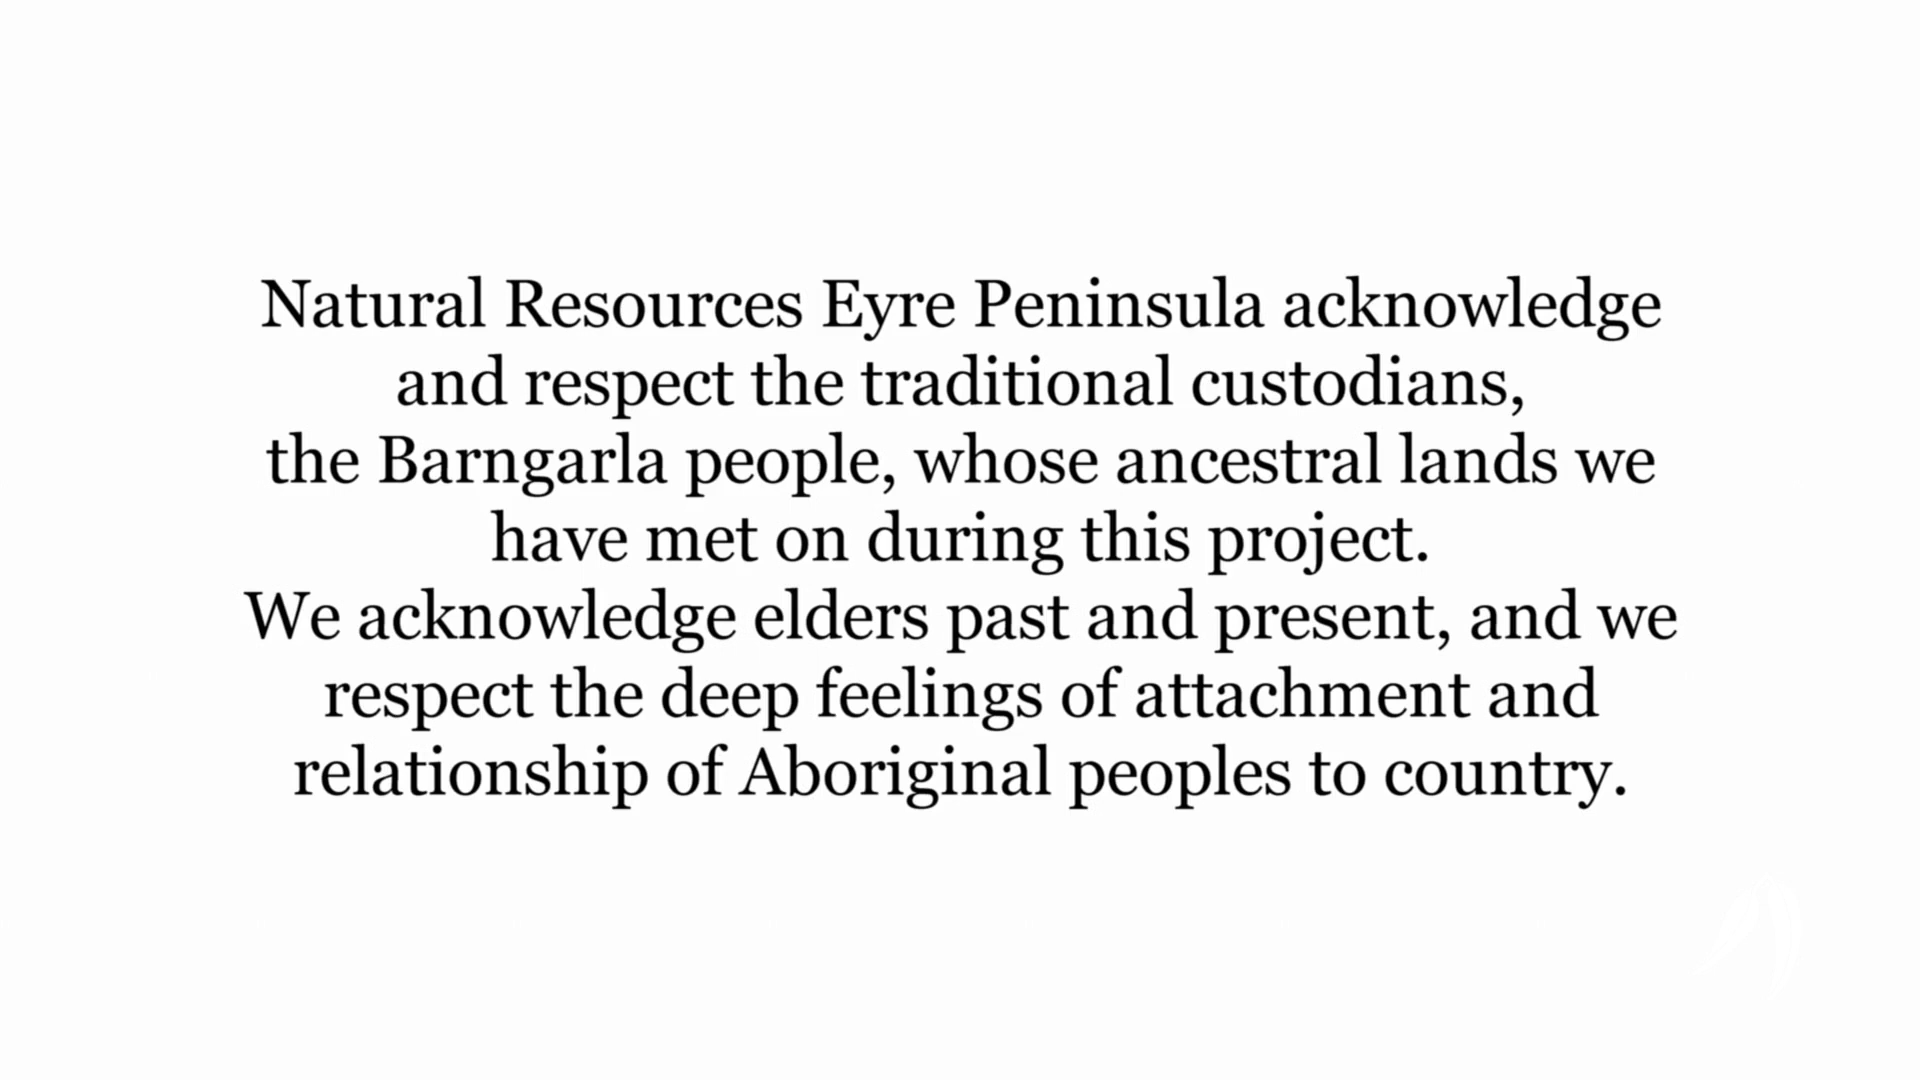 Natural Resources Eyre Peninsula acknowledge
and respect the traditional custodians,
the Barngarla people, whose ancestral lands we
have met on during this project.
We acknowledge elders past and present, and we
respect the deep feelings of attachment and
relationship of Aboriginal peoples to country.